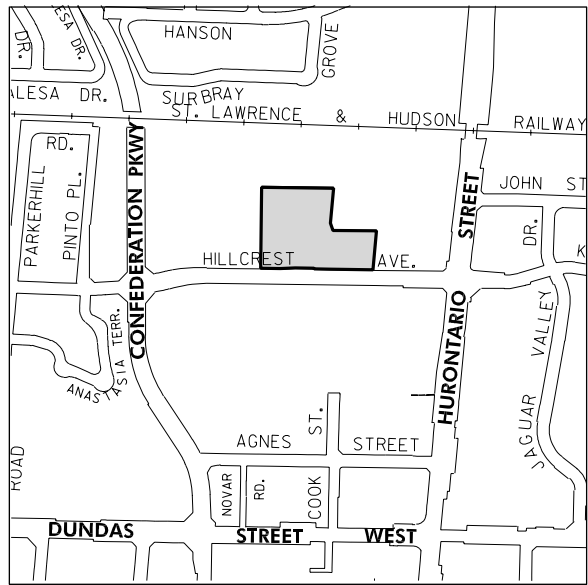 HANSON
GROVE
ESA DR.
DR.
ALESA DR.
SURBRAY
ST. LAWRENCE & HUDSON RAILWAY
RD.
PARKERHILL
PINTO PL.
CONFEDERATION PKWY
JOHN ST
STREET
DR.
K
HILLCREST AVE.
HURONTARIO
VALLEY
JAGUAR
ANASTASIA TERR.
AGNES STREET
ST.
COOK
NOVAR
RD.
ROAD
DUNDAS STREET WEST